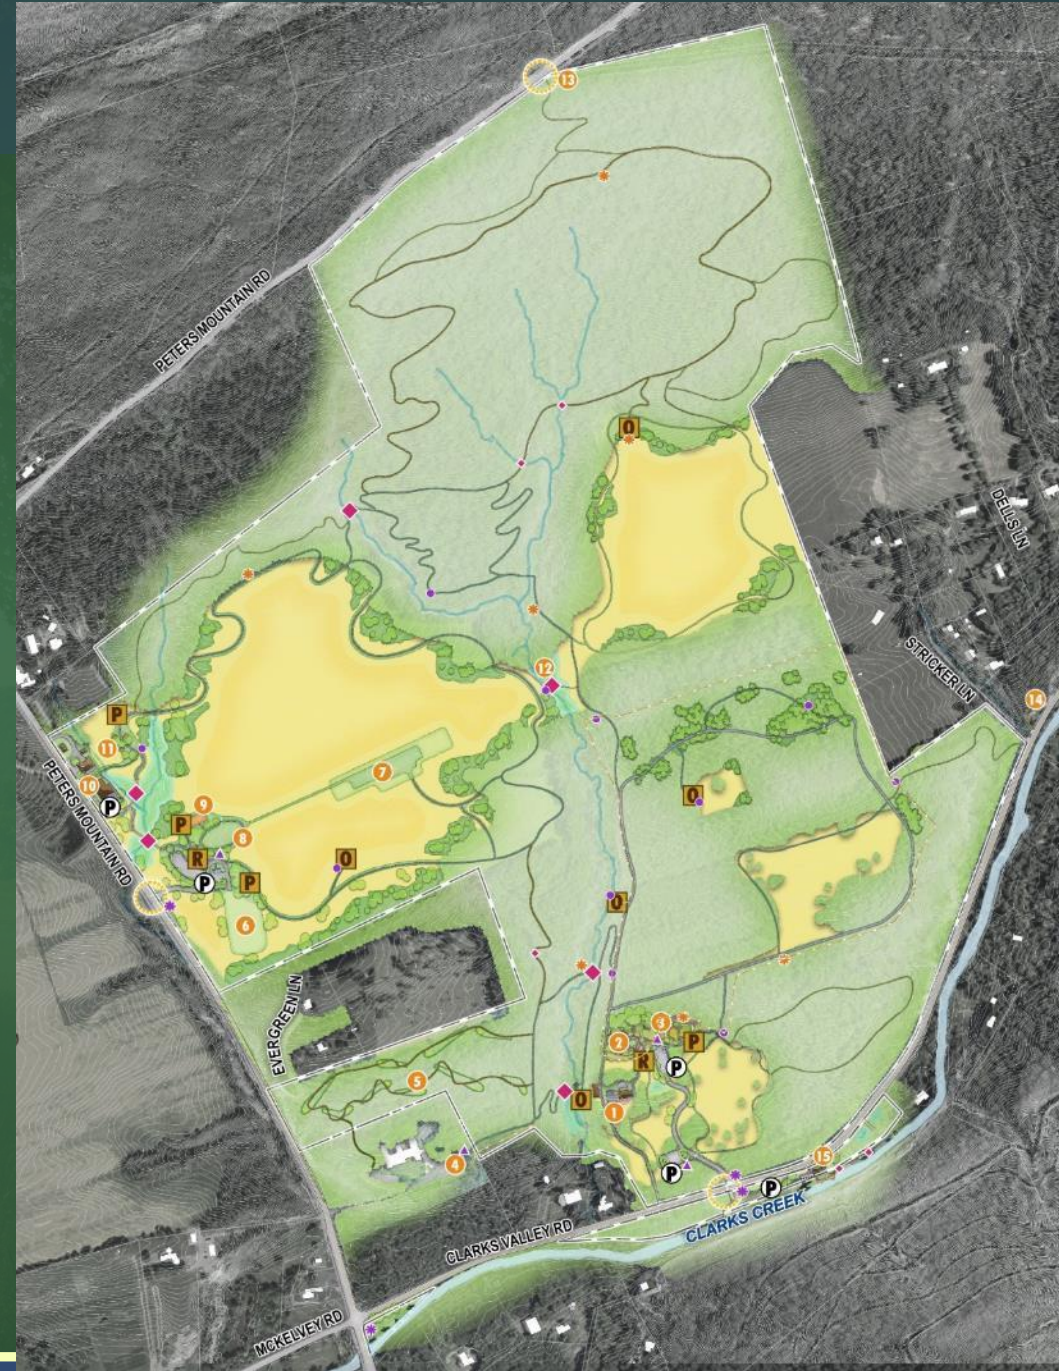 13
PETERS MOUNTAIN RD
O
DELLS LN
STRICKER LN
12
14
P
11
7
O
10
P
9
P
8
PETERS MOUNTAIN RD
R
O
P
P
O
6
EVERGREEN LN
3
2
P
R
P
5
O
1
4
15
P
P
CLARKS CREEK
CLARKS VALLEY RD
MCKELVEY RD